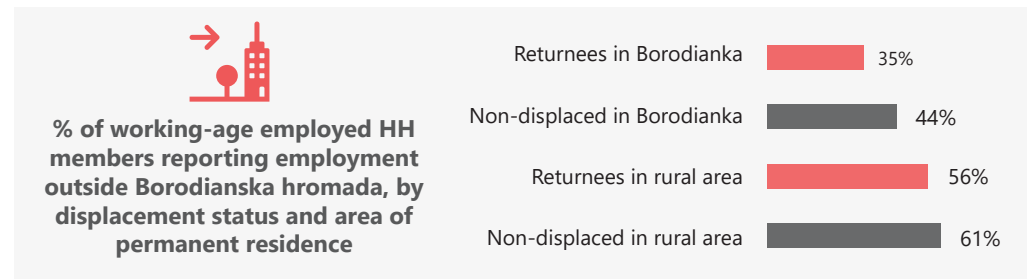 % of working-age employed HH
members reporting employment
outside Borodianska hromada, by
displacement status and area of
permanent residence
Returnees in Borodianka 35%
Non-displaced in Borodianka 44%
Returnees in rural area 56%
Non-displaced in rural area 61%